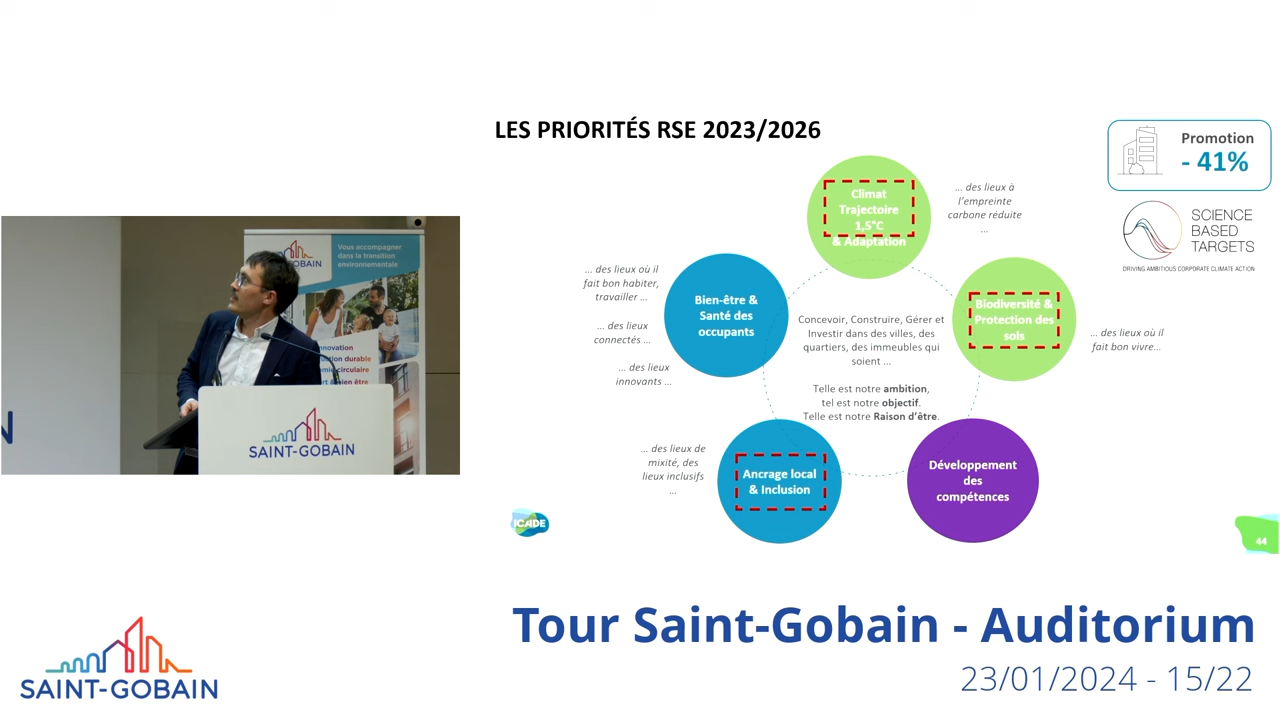 LES PRIORITÉS RSE 2023/2026
Promotion
- 41%
SCIENCE
BASED
TARGETS
DRIVING AMBITIOUS CORPORATE CLIMATE ACTION
Climat
Trajectoire
1,5°C
& Adaptation
... des lieux à
l'empreinte
carbone réduite
...
Biodiversité &
Protection des
sols
... des lieux où il
fait bon vivre...
Développement
des
compétences
Ancrage local
& Inclusion
... des lieux de
mixité, des
lieux inclusifs
...
Bien-être &
Santé des
occupants
... des lieux où il
fait bon habiter,
travailler ...
... des lieux
connectés ...
... des lieux
innovants ...
Concevoir, Construire, Gérer et
Investir dans des villes, des
quartiers, des immeubles qui
soient ...
Telle est notre ambition,
tel est notre objectif.
Telle est notre Raison d'être.
ICADE
44
Vous accompagner
dans la transition
environnementale
GOBAIN
SAINT-GOBAIN
Tour Saint-Gobain - Auditorium
23/01/2024 - 15/22
SAINT-GOBAIN